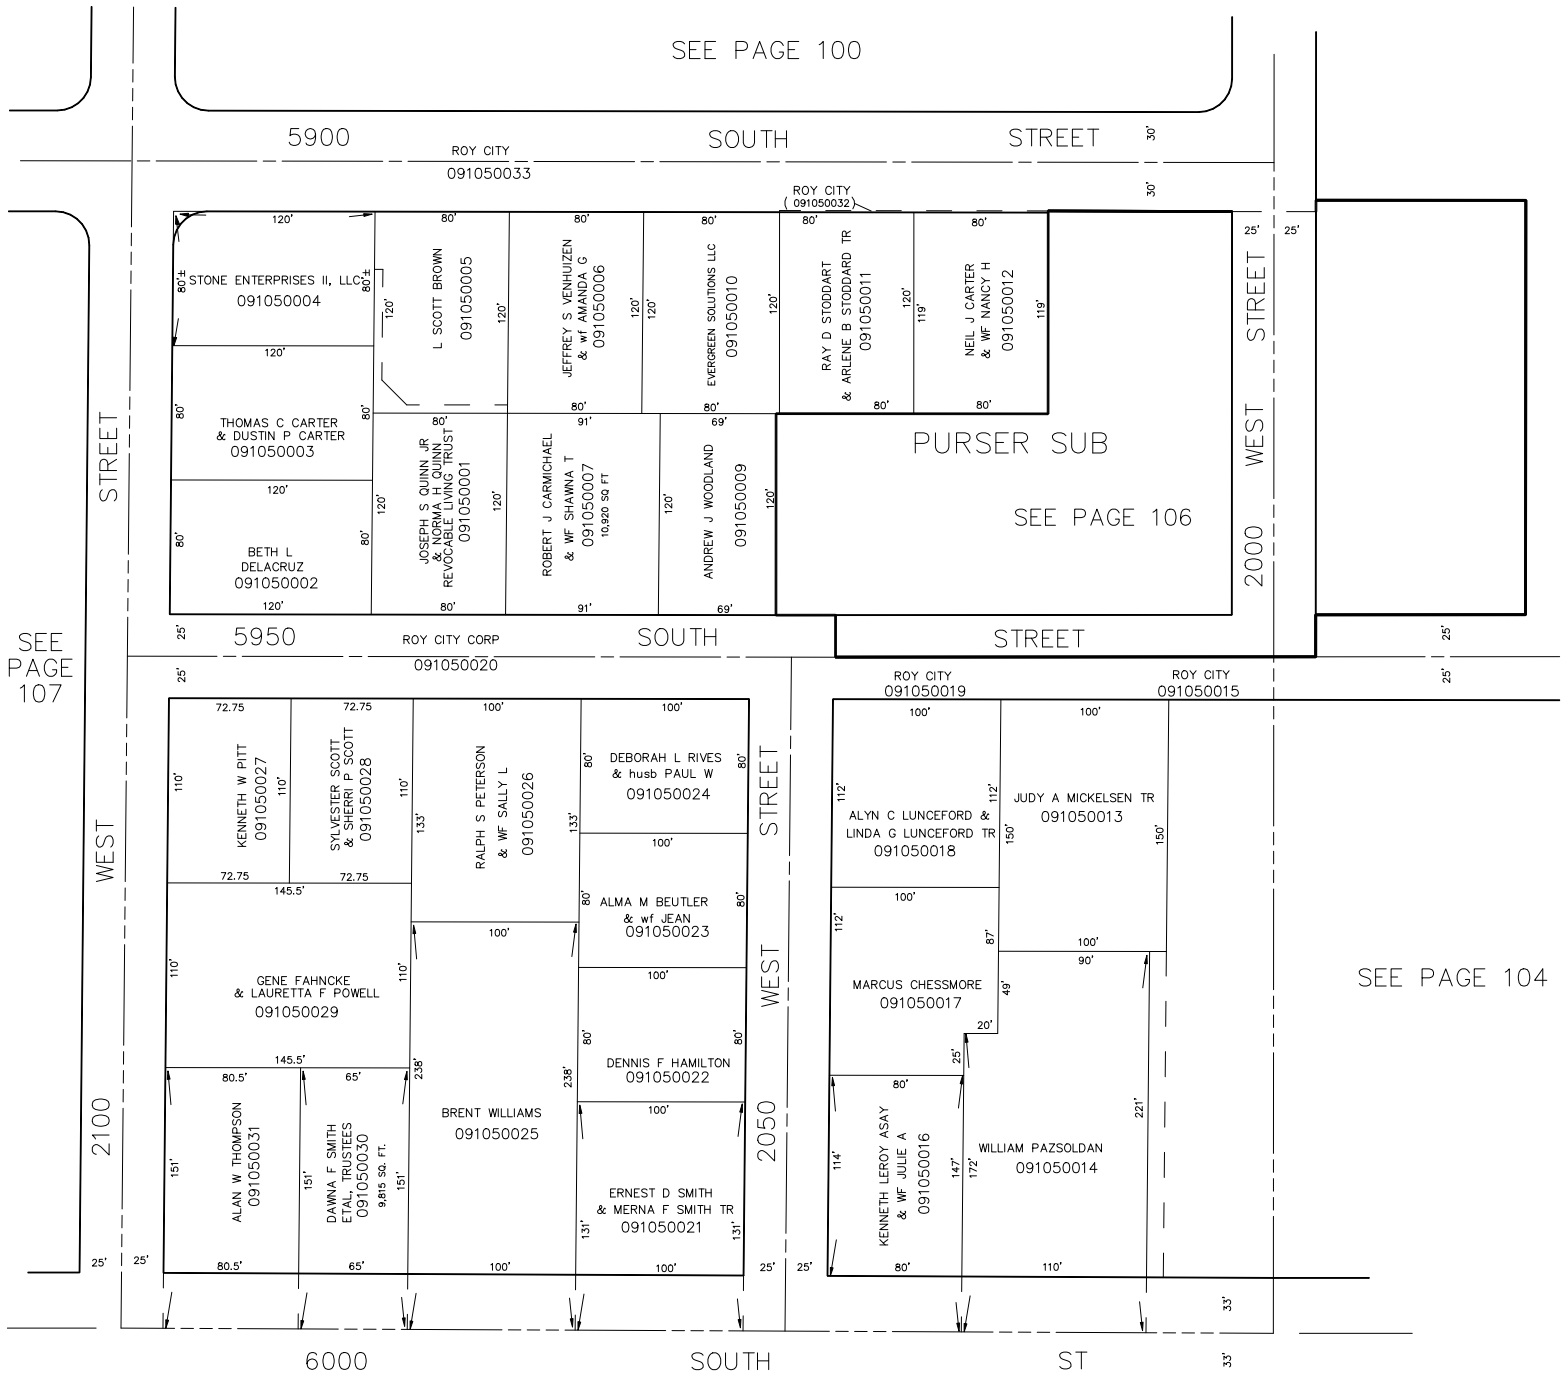 SEE PAGE 100
5900 SOUTH STREET
30'
ROY CITY
091050033
30'
ROY CITY
( 091050032)
120'
80'
80'
80'
80'
80'
25'
25'
80'±
STONE ENTERPRISES II, LLC
091050004
80'±
120'
L SCOTT BROWN
091050005
120'
JEFFREY S VENHUIZEN
& wf AMANDA G
091050006
120'
120'
EVERGREEN SOLUTIONS LLC
091050010
120'
RAY D STODDART
& ARLENE B STODDARD TR
091050011
120'
119'
NEIL J CARTER
& WF NANCY H
091050012
119'
120'
80'
THOMAS C CARTER
& DUSTIN P CARTER
091050003
80'
80'
80'
80'
80'
120'
80'
BETH L
DELACRUZ
091050002
80'
120'
80'
120'
JOSEPH S QUINN JR
& NORMA H QUINN
REVOCABLE LIVING TRUST
091050001
120'
80'
91'
ROBERT J CARMICHAEL
& WF SHAWNA T
091050007
10,920 SQ FT
91'
69'
120'
ANDREW J WOODLAND
091050009
120'
69'
PURSER SUB
SEE PAGE 106
2000 WEST STREET
25'
5950 SOUTH STREET
ROY CITY CORP
091050020
25'
25'
25'
SEE
PAGE
107
2100 WEST STREET
ROY CITY
091050019
ROY CITY
091050015
72.75
72.75
100'
100'
100'
100'
110'
KENNETH W PITT
091050027
110'
SYLVESTER SCOTT
& SHERRI P SCOTT
091050028
110'
133'
RALPH S PETERSON
& WF SALLY L
091050026
133'
80'
DEBORAH L RIVES
& husb PAUL W
091050024
80'
72.75
72.75
145.5'
100'
110'
GENE FAHNCKE
& LAURETTA F POWELL
091050029
110'
145.5'
100'
80'
ALMA M BEUTLER
& wf JEAN
091050023
80'
100'
80'
DENNIS F HAMILTON
091050022
80'
100'
238'
BRENT WILLIAMS
091050025
238'
80.5'
65'
151'
ALAN W THOMPSON
091050031
151'
DAWNA F SMITH
ETAL, TRUSTEES
091050030
9,815 SQ. FT.
151'
131'
ERNEST D SMITH
& MERNA F SMITH TR
091050021
131'
80.5'
65'
100'
100'
25'
25'
25'
25'
2050 WEST STREET
112'
ALYN C LUNCEFORD &
LINDA G LUNCEFORD TR
091050018
112'
150'
JUDY A MICKELSEN TR
091050013
150'
100'
112'
MARCUS CHESSMORE
091050017
87'
49'
20'
25'
100'
90'
SEE PAGE 104
80'
114'
KENNETH LEROY ASAY
& WF JULIE A
091050016
147'
172'
WILLIAM PAZSOLDAN
091050014
221'
80'
110'
33'
33'
6000 SOUTH ST